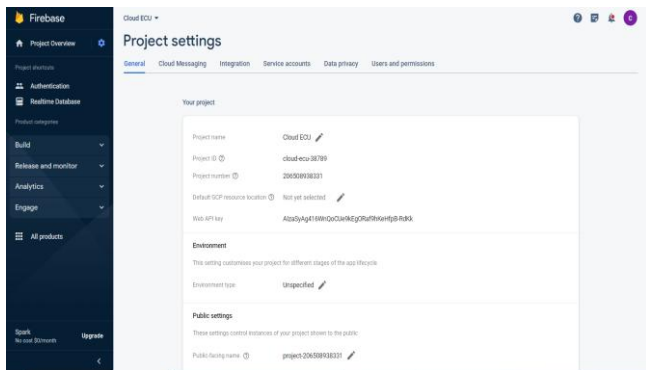 Firebase
Project Overview
Project shortcuts
Authentication
Realtime Database
Product categories
Build
Release and monitor
Analytics
Engage
All products
Spark
No cost $0/month
Upgrade
Cloud ECU
C
Project settings
General Cloud Messaging Integration Service accounts Data privacy Users and permissions
Your project
Project name Cloud ECU
Project ID cloud-ecu-38789
Project number 206508938331
Default GCP resource location Not yet selected
Web API key
Environment
This setting customises your project for different stages of the app lifecycle
Environment type Unspecified
Public settings
These settings control instances of your project shown to the public
Public-facing name project-206508938331